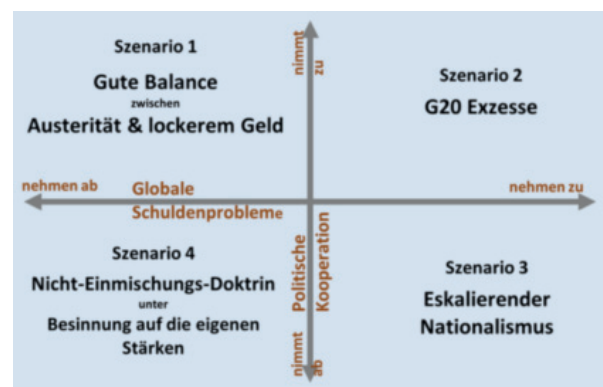 Szenario 1
Gute Balance
zwischen
Austerität & lockerem Geld
nimmt
zu
Szenario 2
G20 Exzesse
nehmen ab
Globale
Schuldenprobleme
nehmen zu
Szenario 4
Nicht-Einmischungs-Doktrin
unter
Besinnung auf die eigenen
Stärken
Politische
Kooperation
nimmt
ab
Szenario 3
Eskalierender
Nationalismus